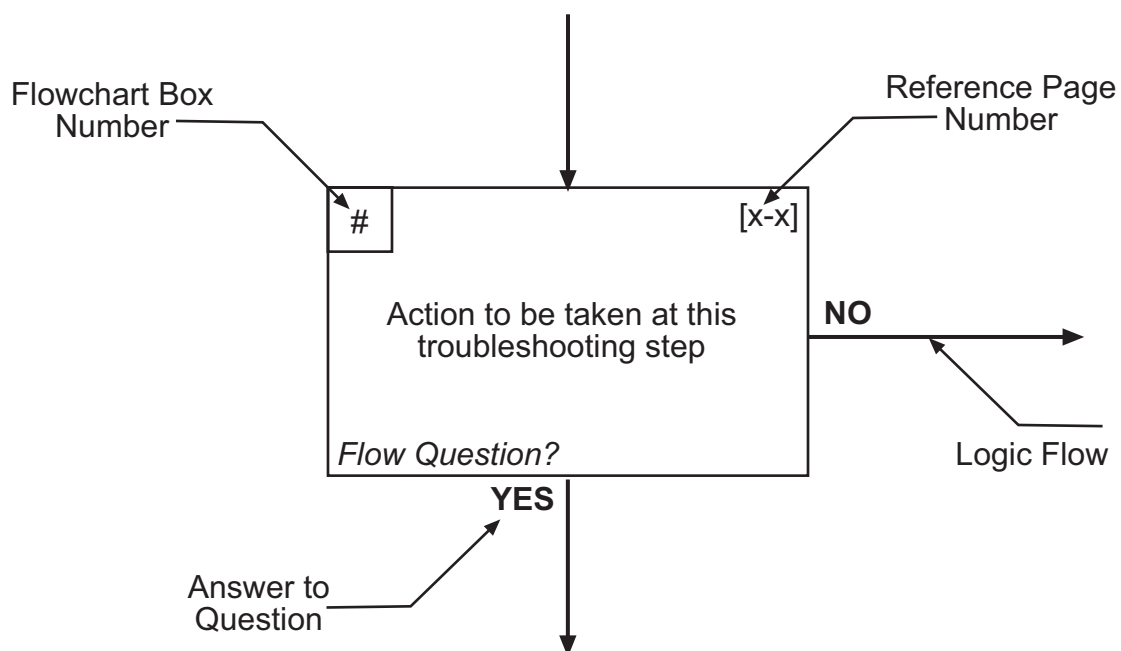 Flowchart Box
Number
Reference Page
Number
#
[x-x]
Action to be taken at this
troubleshooting step
NO
Flow Question?
Logic Flow
YES
Answer to
Question